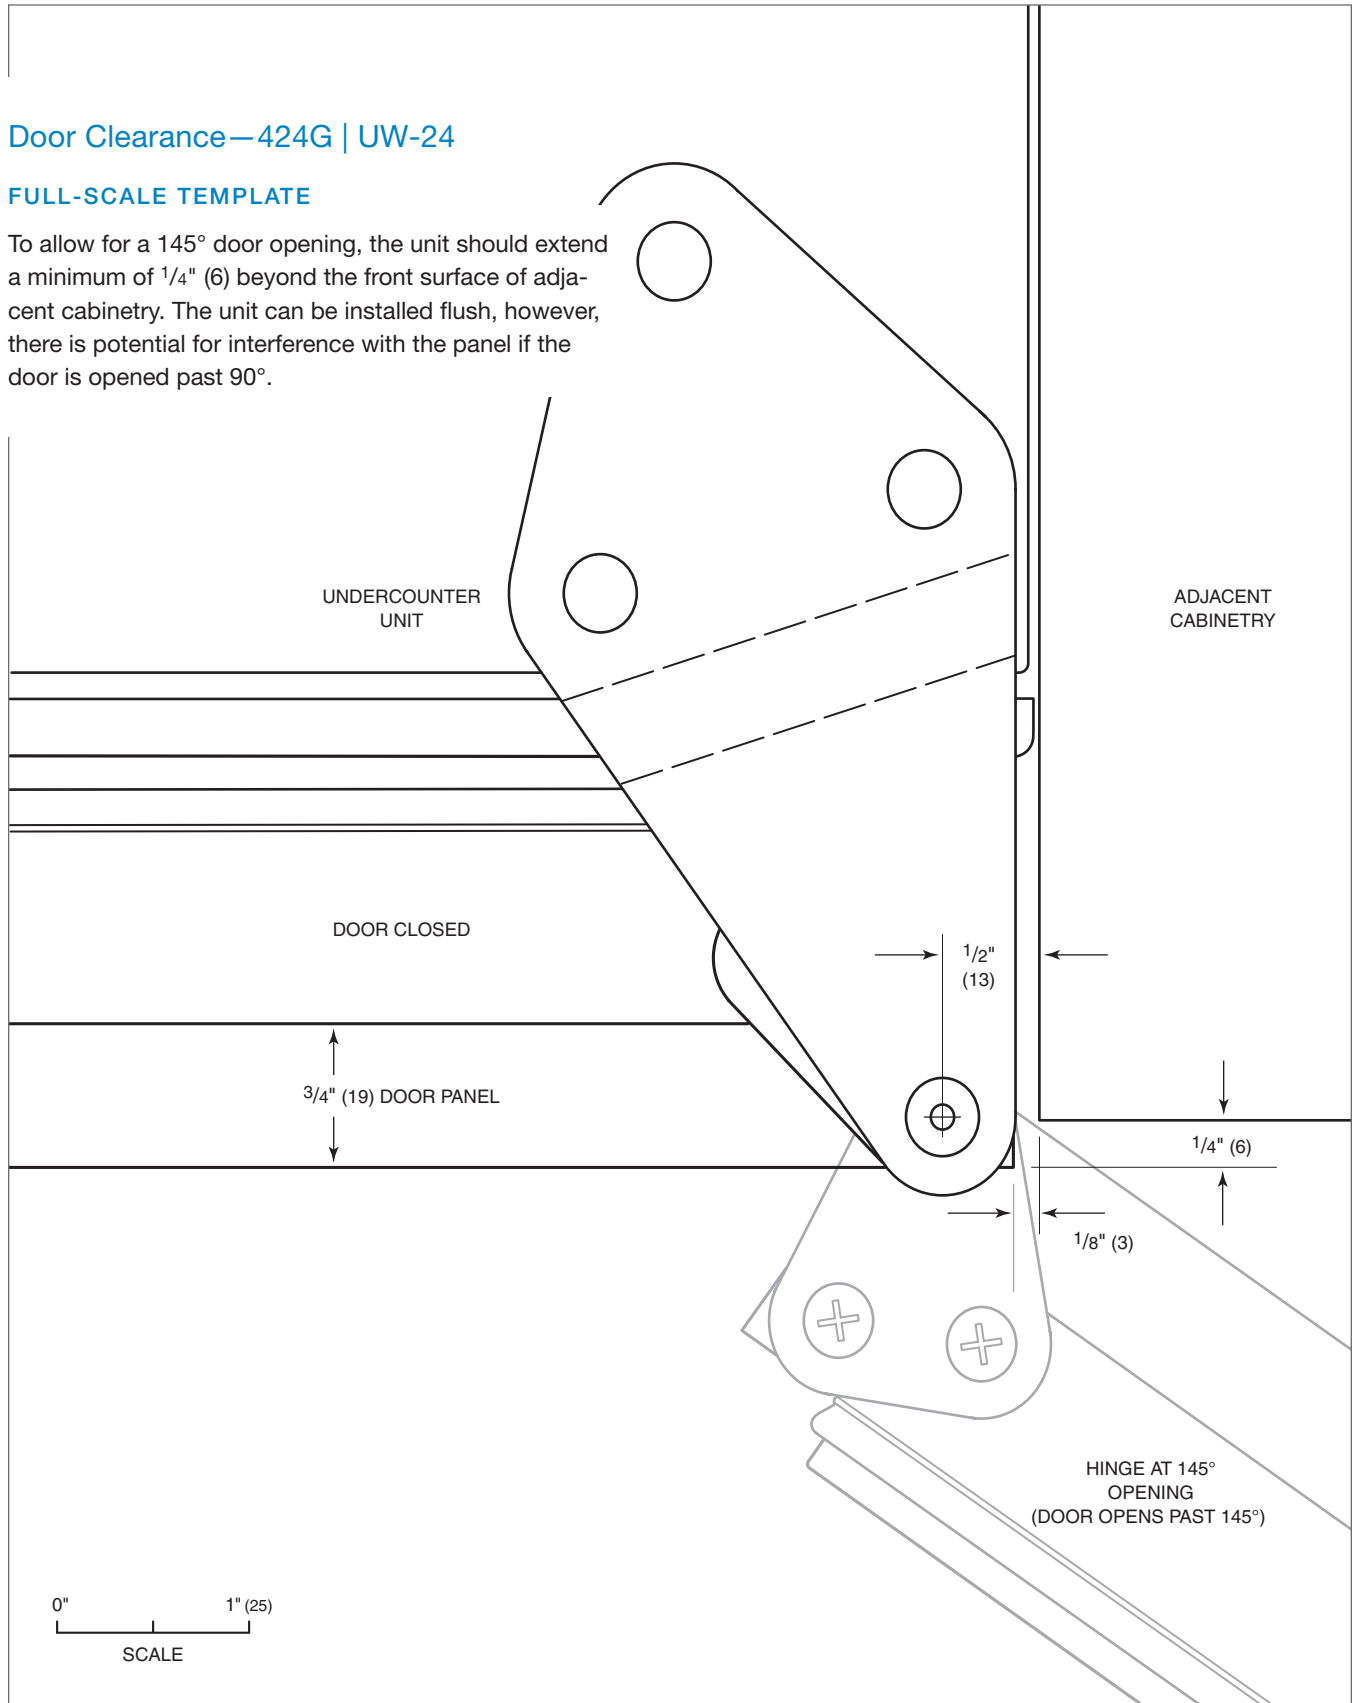 Door Clearance—424G | UW-24
FULL-SCALE TEMPLATE
To allow for a 145° door opening, the unit should extend
a minimum of 1/4" (6) beyond the front surface of adja-
cent cabinetry. The unit can be installed flush, however,
there is potential for interference with the panel if the
door is opened past 90°.
UNDERCOUNTER
UNIT
ADJACENT
CABINETRY
DOOR CLOSED
1/2"
(13)
3/4" (19) DOOR PANEL
1/4" (6)
1/8" (3)
HINGE AT 145°
OPENING
(DOOR OPENS PAST 145°)
0" 1" (25)
SCALE